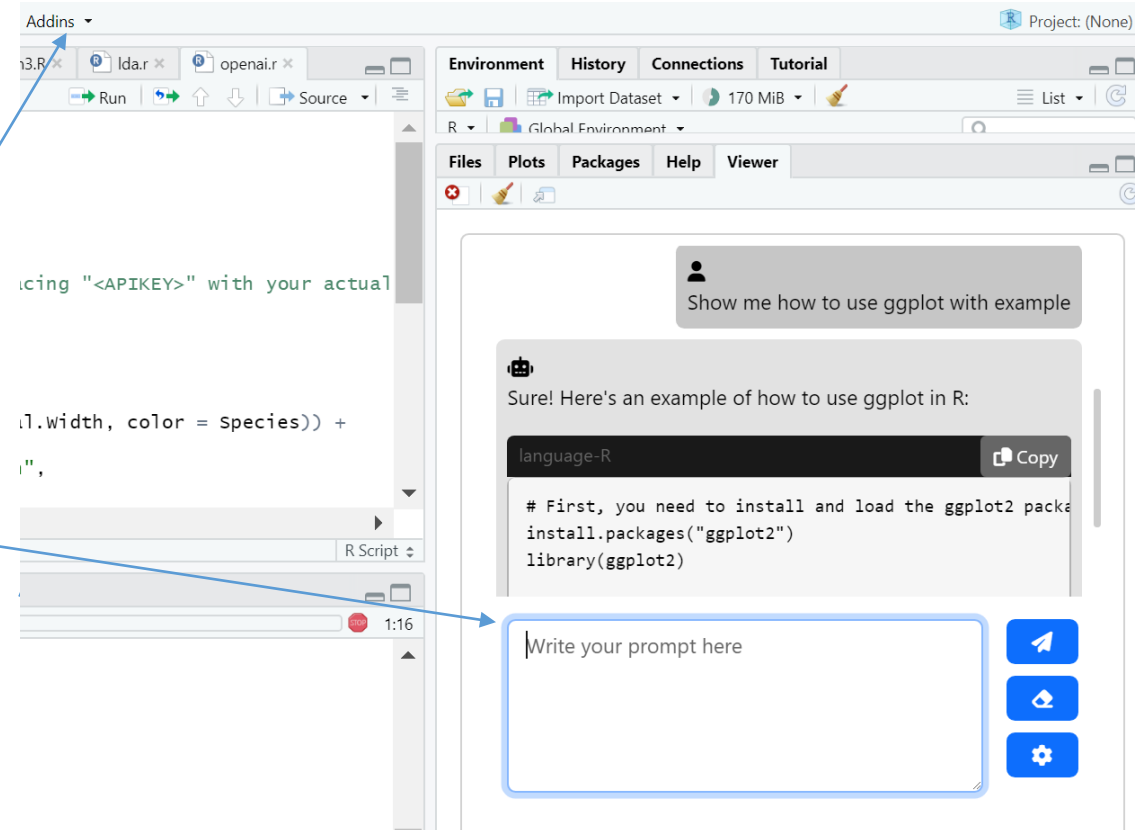 Addins
Project: (None)
n3.R
lda.r
openai.r
Run
Source
acing "<APIKEY>" with your actual
al.Width, color = Species)) +
",
R Script
1:16
Environment History Connections Tutorial
Import Dataset
170 MiB
List
R
Global Environment
Files Plots Packages Help Viewer
Show me how to use ggplot with example
Sure! Here's an example of how to use ggplot in R:
language-R
Copy
# First, you need to install and load the ggplot2 packa
install.packages("ggplot2")
library(ggplot2)
Write your prompt here
STOP